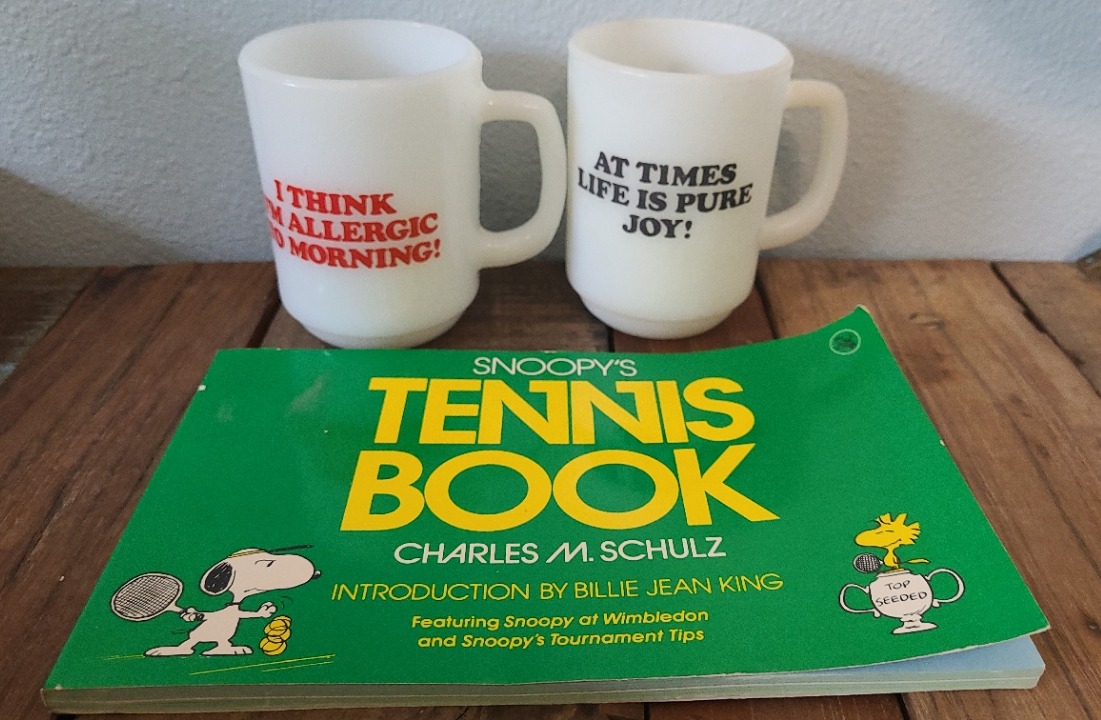 I THINK
I'M ALLERGIC
TO MORNING!
AT TIMES
LIFE IS PURE
JOY!
SNOOPY'S
TENNIS
BOOK
CHARLES M. SCHULZ
INTRODUCTION BY BILLIE JEAN KING
Featuring Snoopy at Wimbledon
and Snoopy's Tournament Tips
TOP
SEEDED